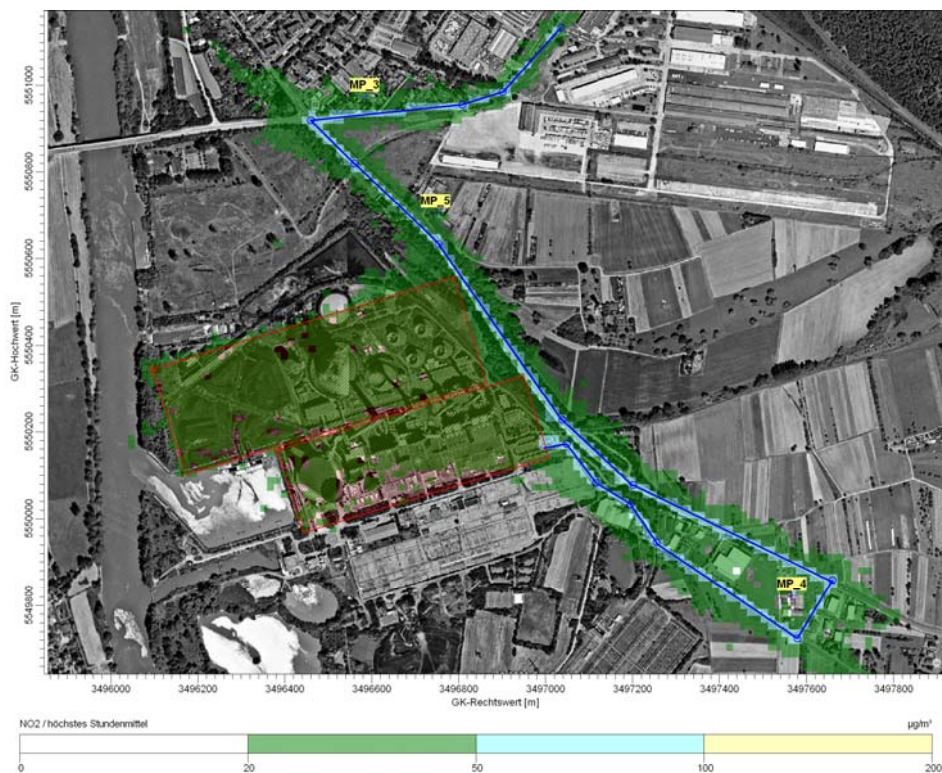 MP_3
MP_5
MP_4
5551000
5550800
5550600
5550400
5550200
5550000
5549800
GK-Hochwert [m]
3496000 3496200 3496400 3496600 3496800 3497000 3497200 3497400 3497600 3497800
GK-Rechtswert [m]
NO2 / höchstes Stundenmittel µg/m³
0 20 50 100 200